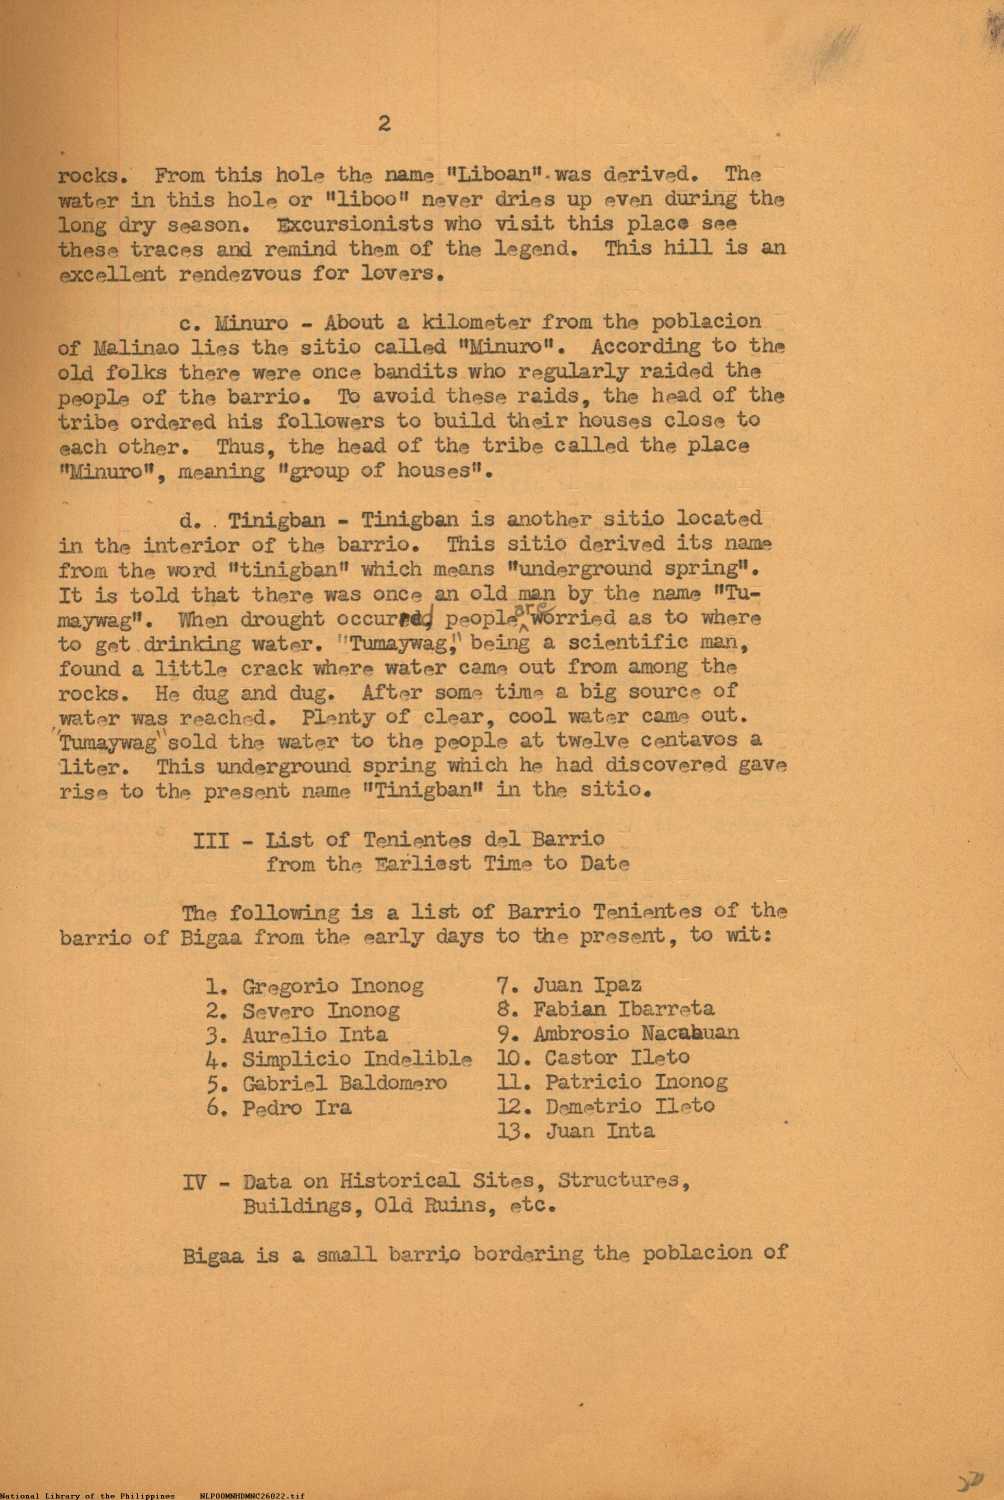 2
rocks. From this hole the name "Liboan" was derived. The
water in this hole or "liboo" never dries up even during the
long dry season. Excursionists who visit this place see
these traces and remind them of the legend. This hill is an
excellent rendezvous for lovers.
c. Minuro - About a kilometer from the poblacion
of Malinao lies the sitio called "Minuro". According to the
old folks there were once bandits who regularly raided the
people of the barrio. To avoid these raids, the head of the
tribe ordered his followers to build their houses close to
each other. Thus, the head of the tribe called the place
"Minuro", meaning "group of houses".
d. . Tinigban - Tinigban is another sitio located
in the interior of the barrio. This sitio derived its name
from the word "tinigban" which means "underground spring".
It is told that there was once an old man by the name "Tu-
maywag". When drought occurred, people are worried as to where
to get drinking water. "Tumaywag," being a scientific man,
found a little crack where water came out from among the
rocks. He dug and dug. After some time a big source of
water was reached. Plenty of clear, cool water came out.
"Tumaywag" sold the water to the people at twelve centavos a
liter. This underground spring which he had discovered gave
rise to the present name "Tinigban" in the sitio.
III - List of Tenientes del Barrio
from the Earliest Time to Date
The following is a list of Barrio Tenientes of the
barrio of Bigaa from the early days to the present, to wit:
1. Gregorio Inonog
2. Severo Inonog
3. Aurelio Inta
4. Simplicio Indelible
5. Gabriel Baldomero
6. Pedro Ira
7. Juan Ipaz
8. Fabian Ibarreta
9. Ambrosio Nacahuan
10. Castor Ileto
11. Patricio Inonog
12. Demetrio Ileto
13. Juan Inta
IV - Data on Historical Sites, Structures,
Buildings, Old Ruins, etc.
Bigaa is a small barrio bordering the poblacion of
National Library of the Philippines NLPOOMNHDMNC26022.tif